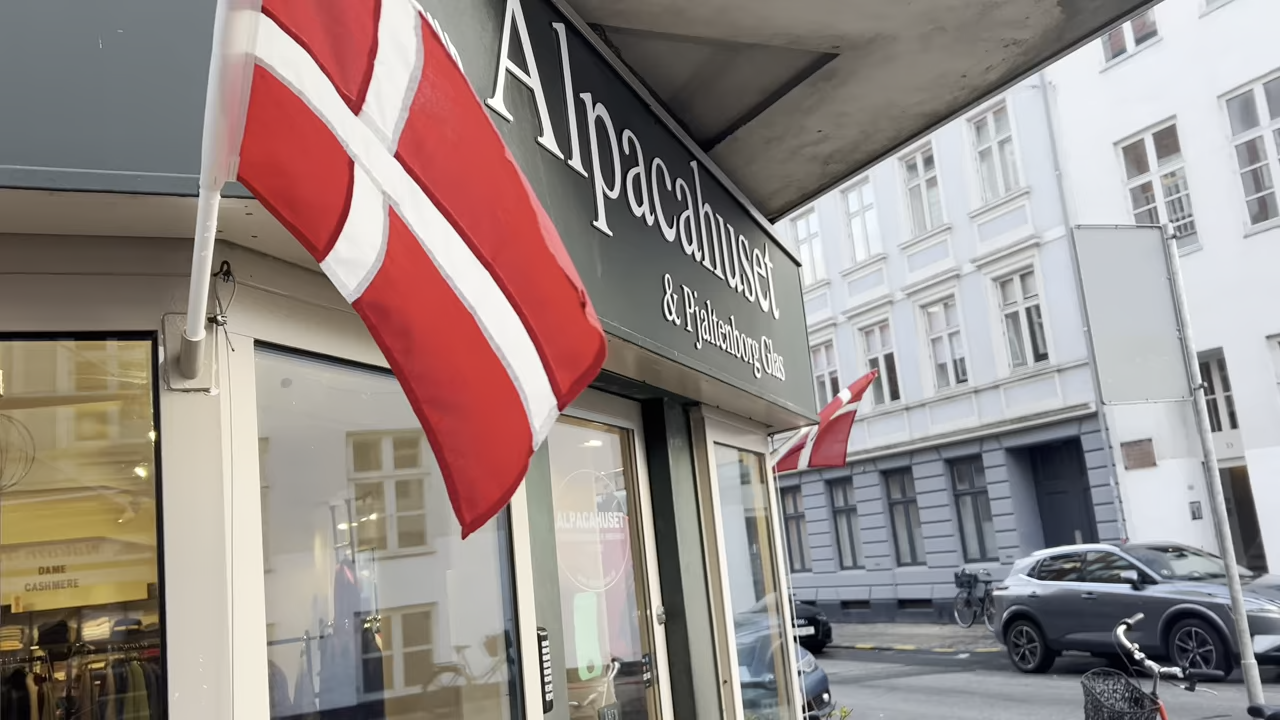 Alpacahuset
& Pjaltenborg Glas
ALPACAHUSET
DAME
CASHMERE